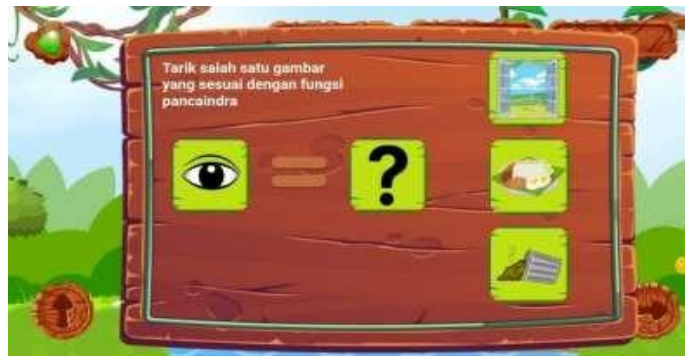 Tarik salah satu gambar
yang sesuai dengan fungsi
pancaindra
?